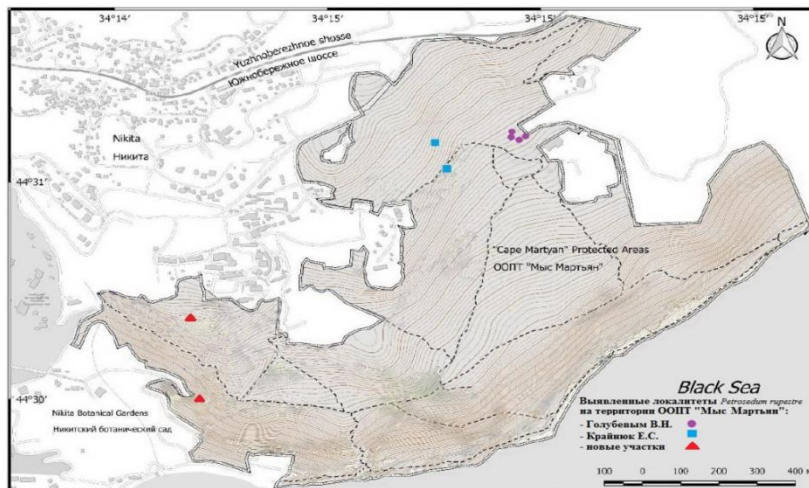 34°14'
34°15'
34°15'
34°15'
N
Yuzhnoberezhnoe shosse
Южнобережное шоссе
Nikita
Никита
44°31'
"Cape Martyan" Protected Areas
ООПТ "Мыс Мартьян"
44°30'
Nikita Botanical Gardens
Никитский ботанический сад
Black Sea
Выявленные локалитеты Petrosedum rupestre
на территории ООПТ "Мыс Мартьян":
- Голубевым В.Н.
- Крайнюк Е.С.
- новые участки
100 0 100 200 300 400 м